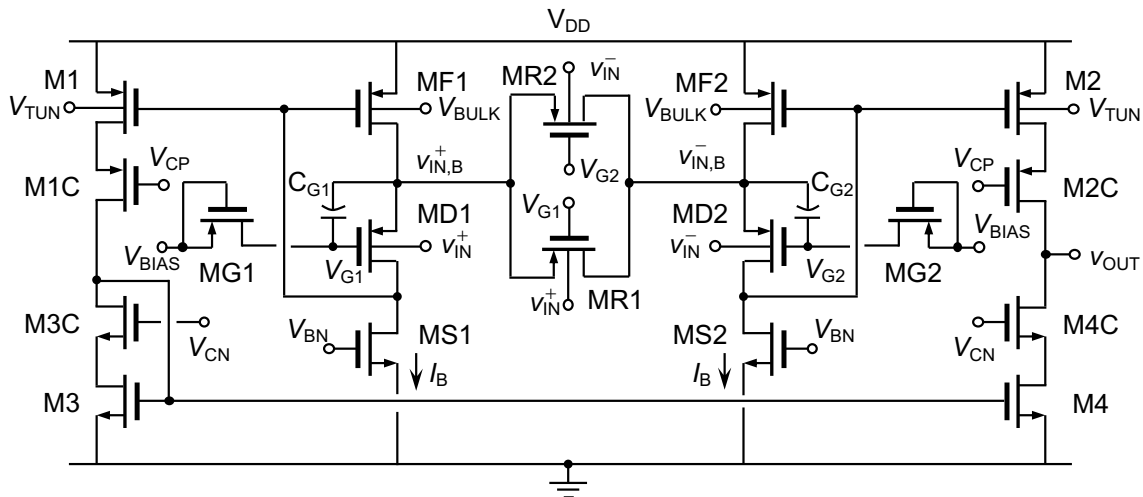 V_DD
M1 MF1 MR2 v_IN^− MF2 M2
V_TUN V_BULK V_BULK V_TUN
V_CP v_IN,B^+ V_G2 v_IN,B^− V_CP
M1C C_G1 V_G1 C_G2 M2C
MD1 MD2
V_BIAS v_IN^+ v_IN^− V_BIAS v_OUT
MG1 V_G1 V_G2 MG2
v_IN^+ MR1
M3C V_BN MS1 MS2 V_BN M4C
V_CN I_B I_B V_CN
M3 M4